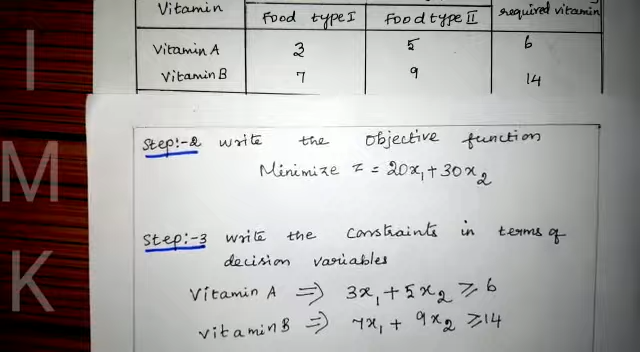 Vitamin Food type I Food type II required vitamin
Vitamin A 3 5 6
Vitamin B 7 9 14
Step:-2 write the objective function
Minimize z = 20x₁ + 30x₂
Step:-3 write the constraints in terms of
decision variables
Vitamin A ⇒ 3x₁ + 5x₂ ≥ 6
Vitamin B ⇒ 7x₁ + 9x₂ ≥ 14
I
M
K